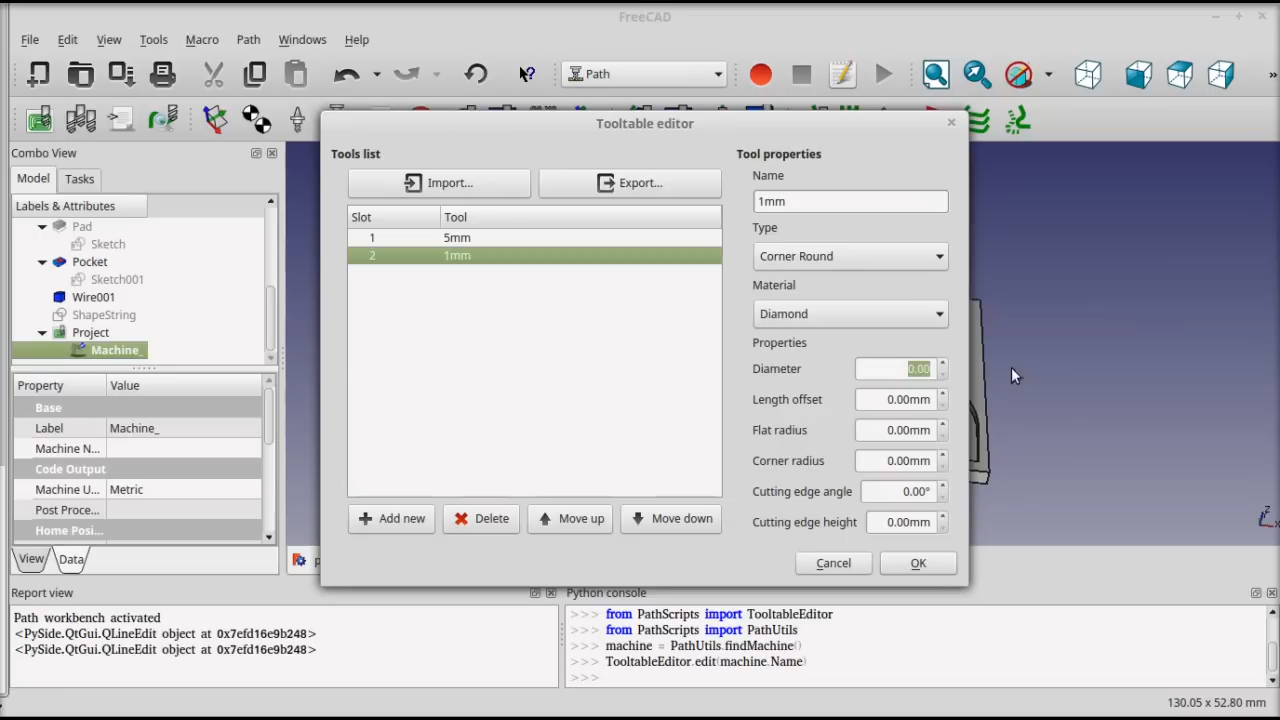 FreeCAD
File Edit View Tools Macro Path Windows Help
Path
»
Combo View
Model Tasks
Labels & Attributes
Pad
Sketch
Pocket
Sketch001
Wire001
ShapeString
Project
Machine_
Property Value
Base
Label Machine_
Machine N...
Code Output
Machine U... Metric
Post Proce...
Home Posi...
View Data
Tooltable editor
Tools list
Import... Export...
Slot Tool
1 5mm
2 1mm
Add new Delete Move up Move down
Tool properties
Name
1mm
Type
Corner Round
Material
Diamond
Properties
Diameter 0.00
Length offset 0.00mm
Flat radius 0.00mm
Corner radius 0.00mm
Cutting edge angle 0.00°
Cutting edge height 0.00mm
Cancel OK
Report view
Path workbench activated
<PySide.QtGui.QLineEdit object at 0x7efd16e9b248>
<PySide.QtGui.QLineEdit object at 0x7efd16e9b248>
Python console
>>> from PathScripts import TooltableEditor
>>> from PathScripts import PathUtils
>>> machine = PathUtils.findMachine()
>>> TooltableEditor.edit(machine.Name)
>>>
130.05 x 52.80 mm